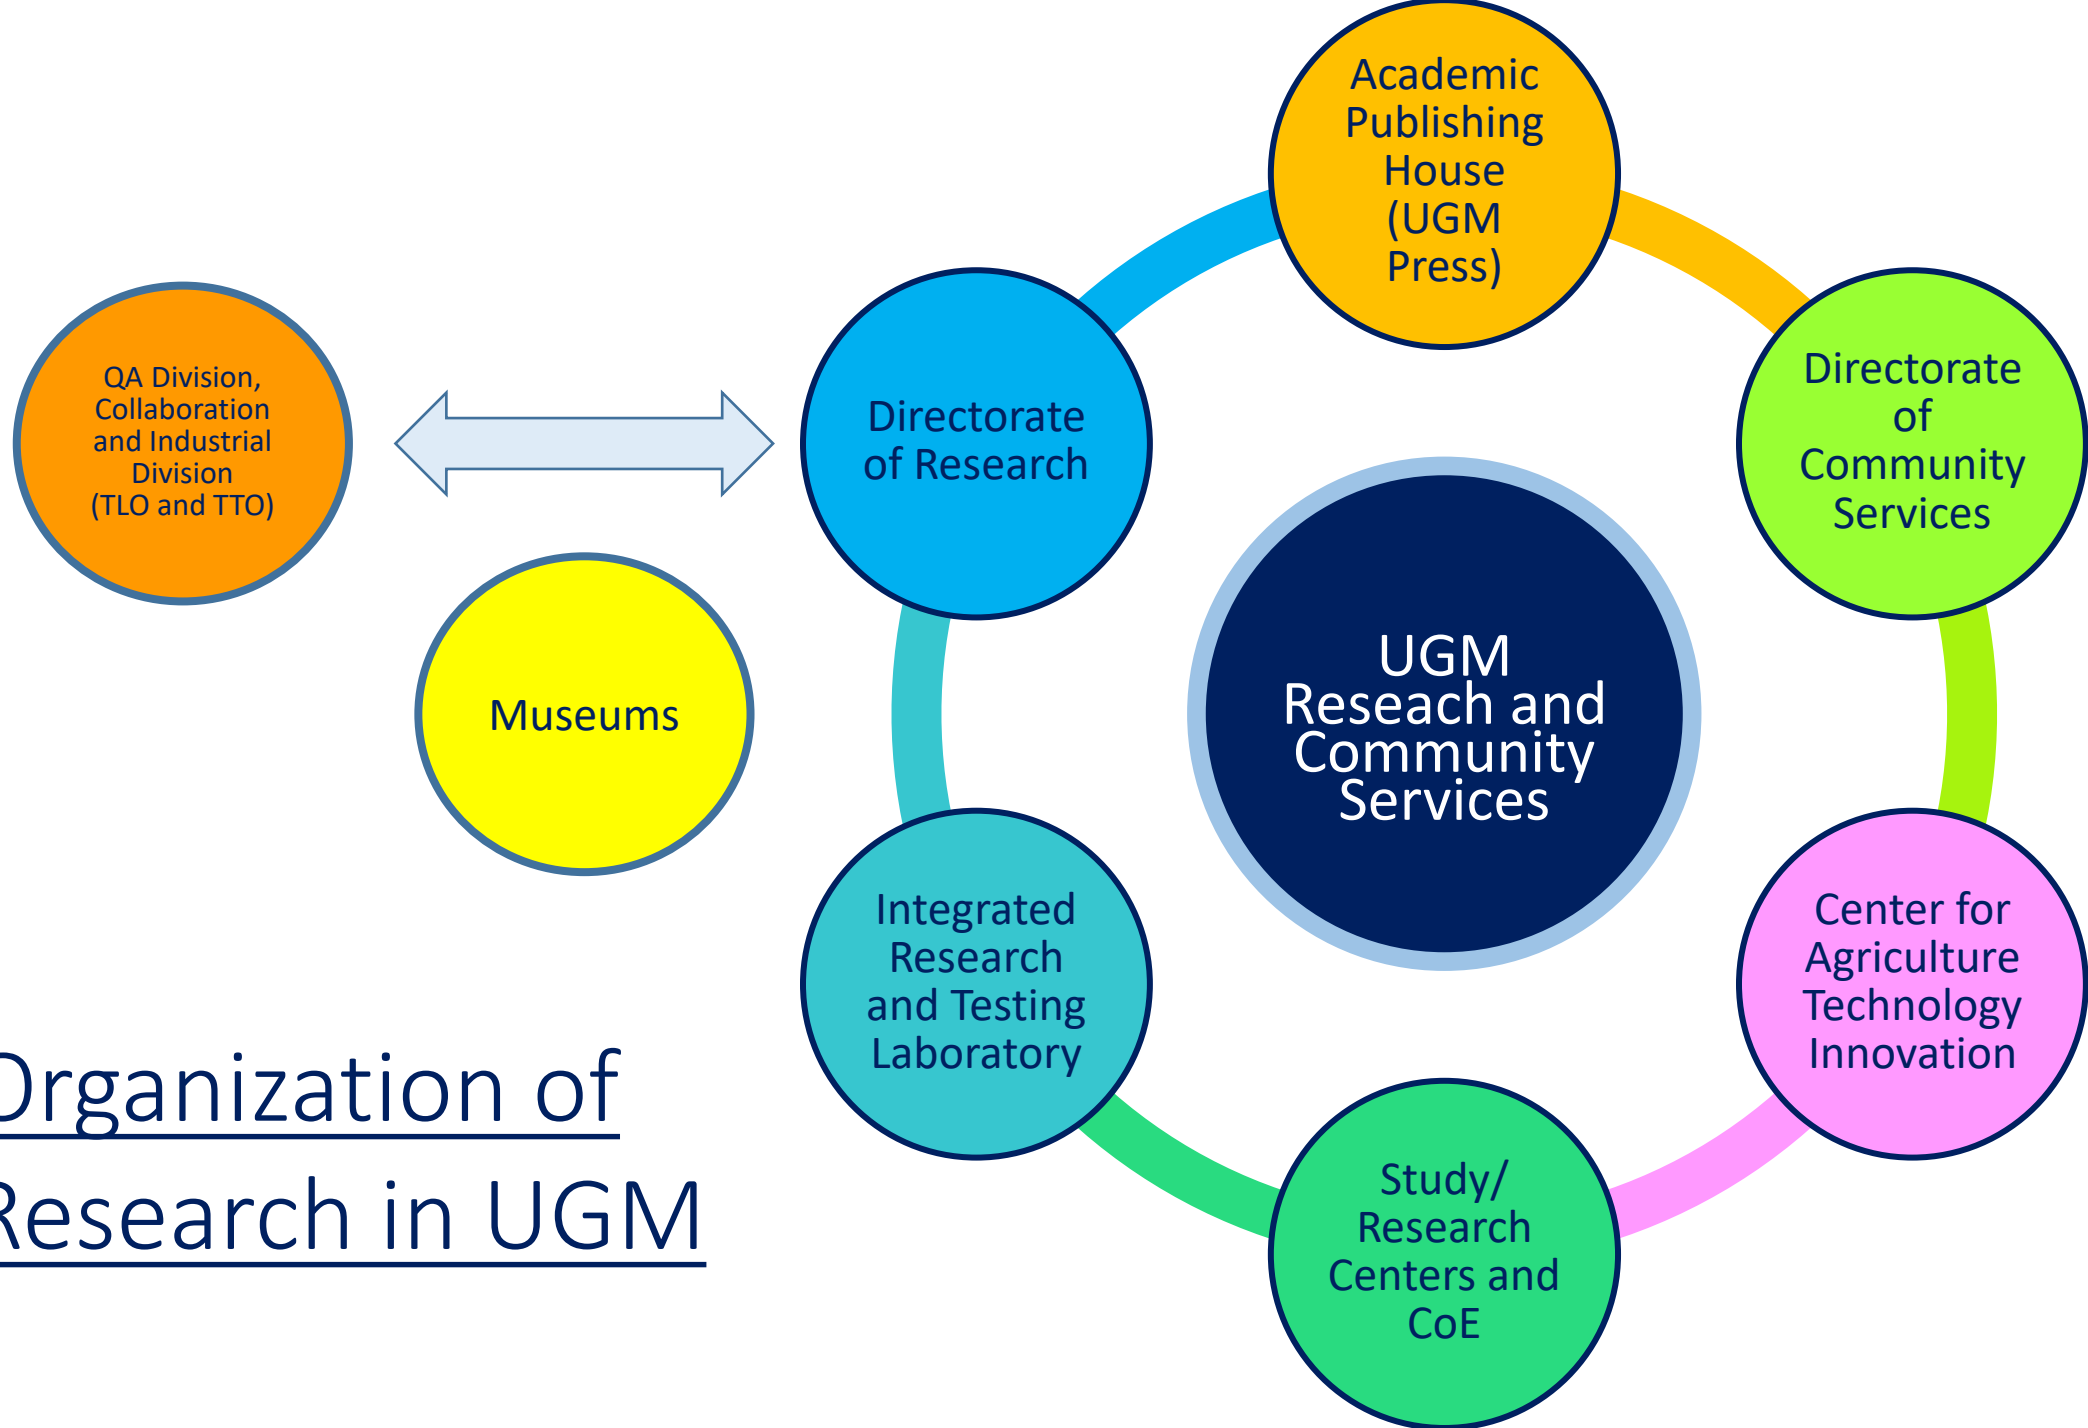 Academic
Publishing
House
(UGM
Press)
Directorate
of
Community
Services
Center for
Agriculture
Technology
Innovation
Study/
Research
Centers and
CoE
Integrated
Research
and Testing
Laboratory
Directorate
of Research
UGM
Reseach and
Community
Services
QA Division,
Collaboration
and Industrial
Division
(TLO and TTO)
Museums
Organization of
Research in UGM